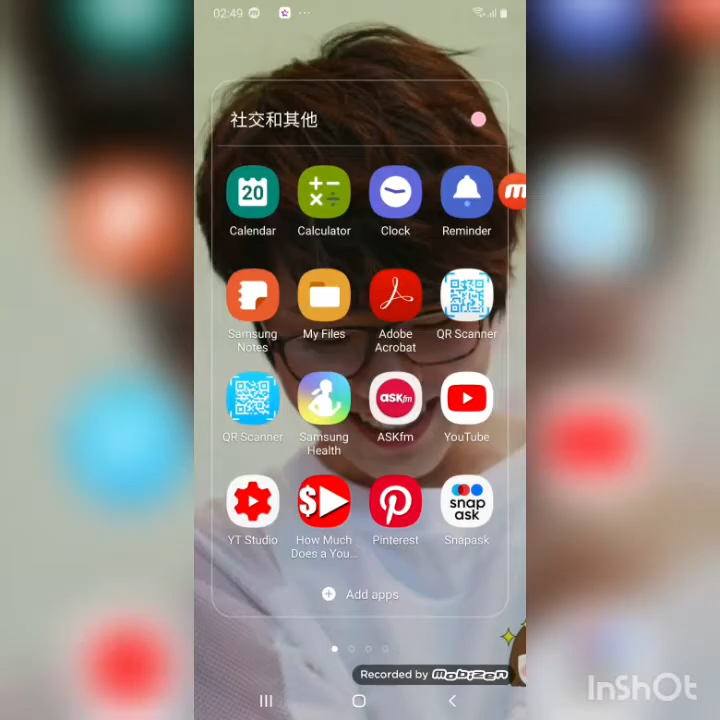 02:49
社交和其他
20
Calendar
Calculator
Clock
Reminder
m
Samsung
Notes
My Files
Adobe
Acrobat
QR Scanner
QR Scanner
Samsung
Health
ASKfm
ASKfm
YouTube
YT Studio
$
How Much
Does a You...
Pinterest
snap
ask
Snapask
Add apps
Recorded by mobizen
InShOt